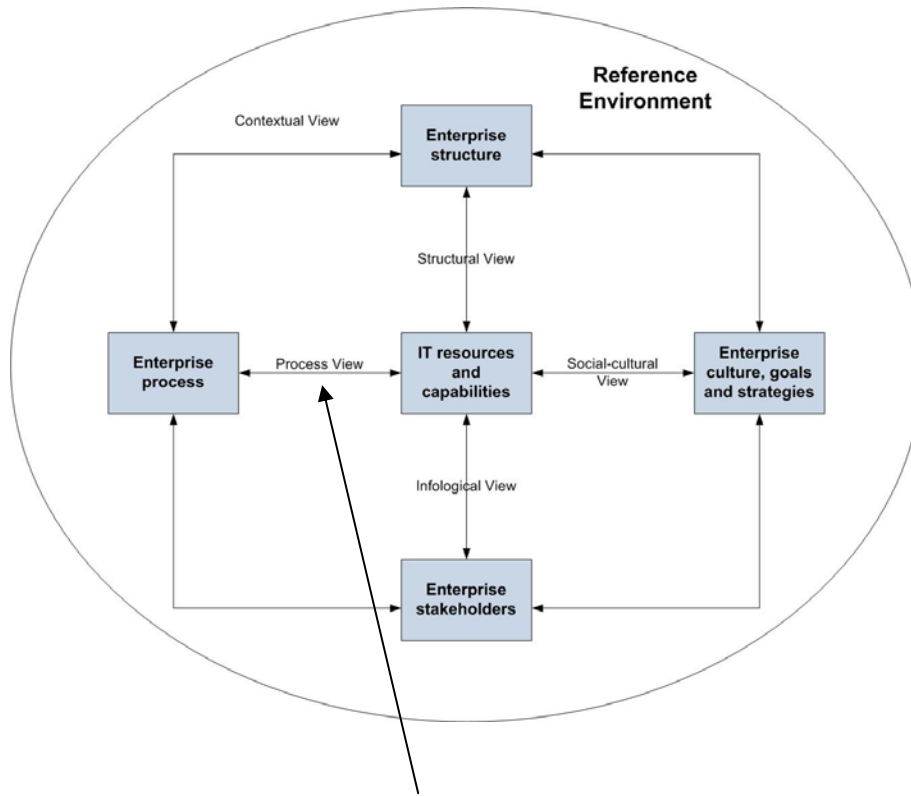 Reference
Environment
Contextual View
Enterprise
structure
Structural View
Enterprise
process
Process View
IT resources
and
capabilities
Social-cultural
View
Enterprise
culture, goals
and strategies
Infological View
Enterprise
stakeholders